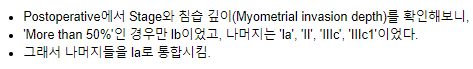 • Postoperative에서 Stage와 침습 깊이(Myometrial invasion depth)를 확인해보니,
• 'More than 50%'인 경우만 Ib이었고, 나머지는 'Ia', 'II', 'IIIc', 'IIIc1'이었다.
• 그래서 나머지들을 Ia로 통합시킴.